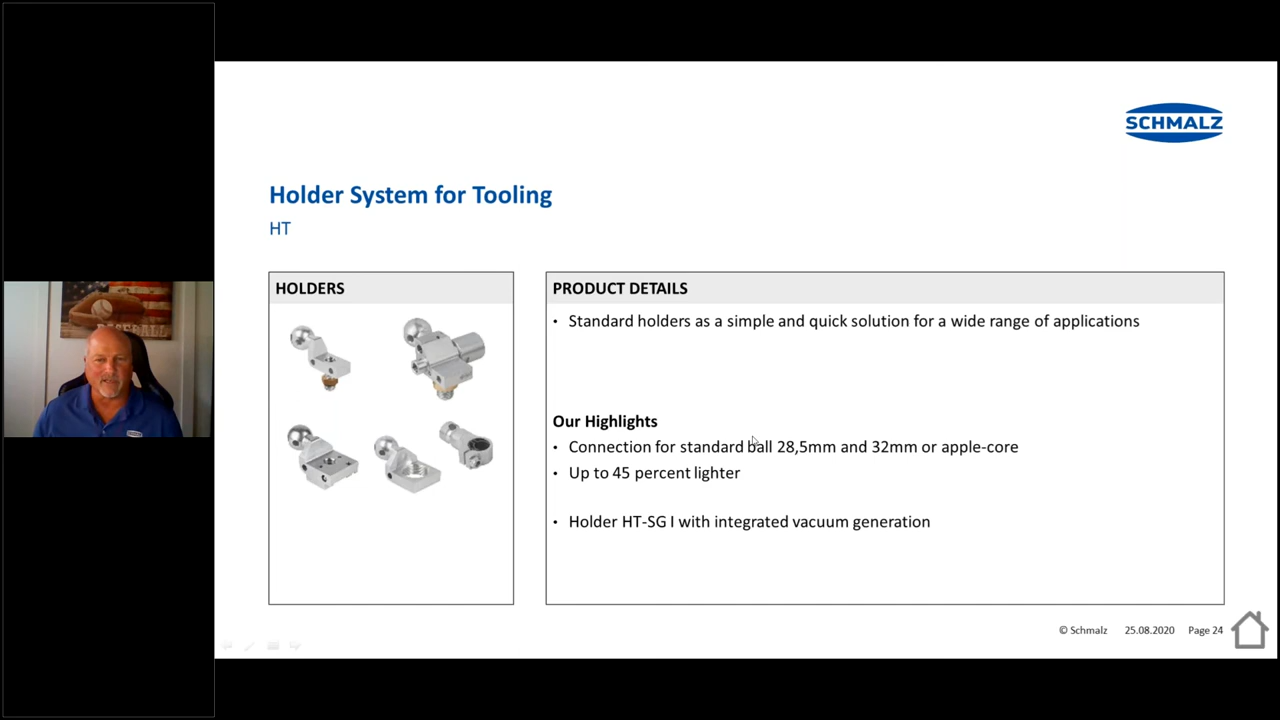 SCHMALZ
Holder System for Tooling
HT
HOLDERS
PRODUCT DETAILS
• Standard holders as a simple and quick solution for a wide range of applications
Our Highlights
• Connection for standard ball 28,5mm and 32mm or apple-core
• Up to 45 percent lighter
• Holder HT-SG I with integrated vacuum generation
© Schmalz 25.08.2020 Page 24
BASEBALL